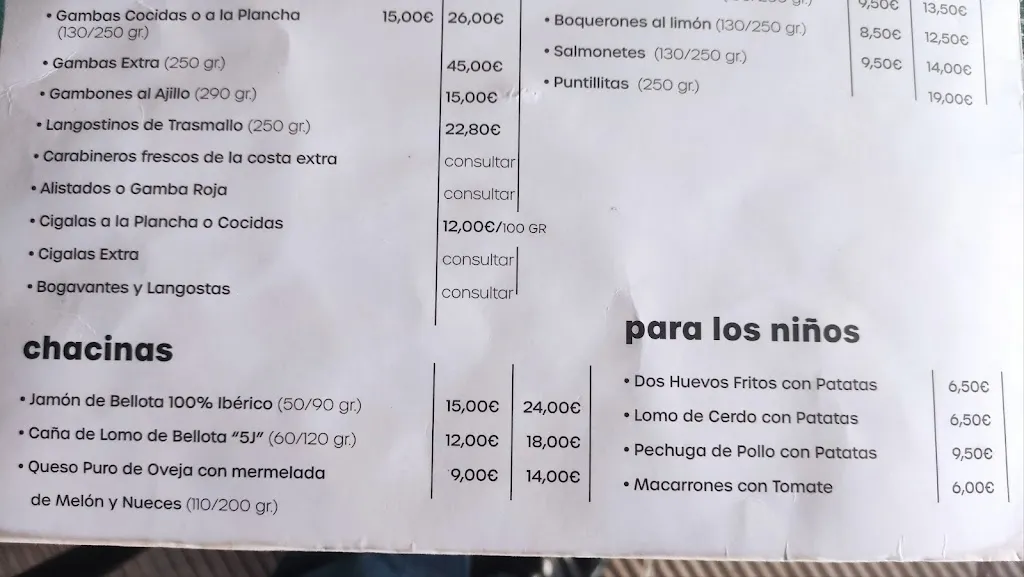 • Gambas Cocidas o a la Plancha 15,00€ 26,00€
(130/250 gr.)
• Gambas Extra (250 gr.) 45,00€
• Gambones al Ajillo (290 gr.) 15,00€
• Langostinos de Trasmallo (250 gr.) 22,80€
• Carabineros frescos de la costa extra consultar
• Alistados o Gamba Roja consultar
• Cigalas a la Plancha o Cocidas 12,00€/100 GR
• Cigalas Extra consultar
• Bogavantes y Langostas consultar
chacinas
• Jamón de Bellota 100% Ibérico (50/90 gr.) 15,00€ 24,00€
• Caña de Lomo de Bellota “5J” (60/120 gr.) 12,00€ 18,00€
• Queso Puro de Oveja con mermelada 9,00€ 14,00€
de Melón y Nueces (110/200 gr.)
9,50€ 13,50€
• Boquerones al limón (130/250 gr.) 8,50€ 12,50€
• Salmonetes (130/250 gr.) 9,50€ 14,00€
• Puntillitas (250 gr.) 19,00€
para los niños
• Dos Huevos Fritos con Patatas 6,50€
• Lomo de Cerdo con Patatas 6,50€
• Pechuga de Pollo con Patatas 9,50€
• Macarrones con Tomate 6,00€